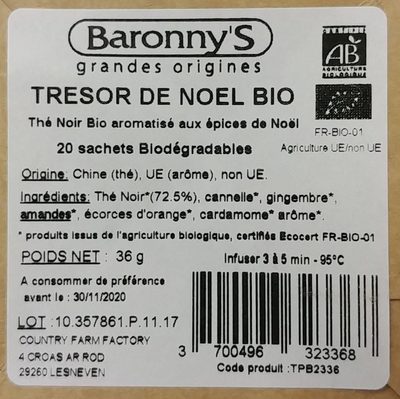 Baronny'S
grandes origines
AB
AGRICULTURE
BIOLOGIQUE
TRESOR DE NOEL BIO
Thé Noir Bio aromatisé aux épices de Noël
FR-BIO-01
20 sachets Biodégradables
Agriculture UE/non UE
Origine: Chine (thé), UE (arôme), non UE.
Ingrédients: Thé Noir*(72.5%), cannelle*, gingembre*,
amandes*, écorces d'orange*, cardamome* arôme*.
* produits issus de l'agriculture biologique, certifiés Ecocert FR-BIO-01
POIDS NET : 36 g
Infuser 3 à 5 min - 95°C
A consommer de préférence
avant le : 30/11/2020
LOT :10.357861.P.11.17
COUNTRY FARM FACTORY
4 CROAS AR ROD
29260 LESNEVEN
3 700496 323368
Code produit :TPB2336